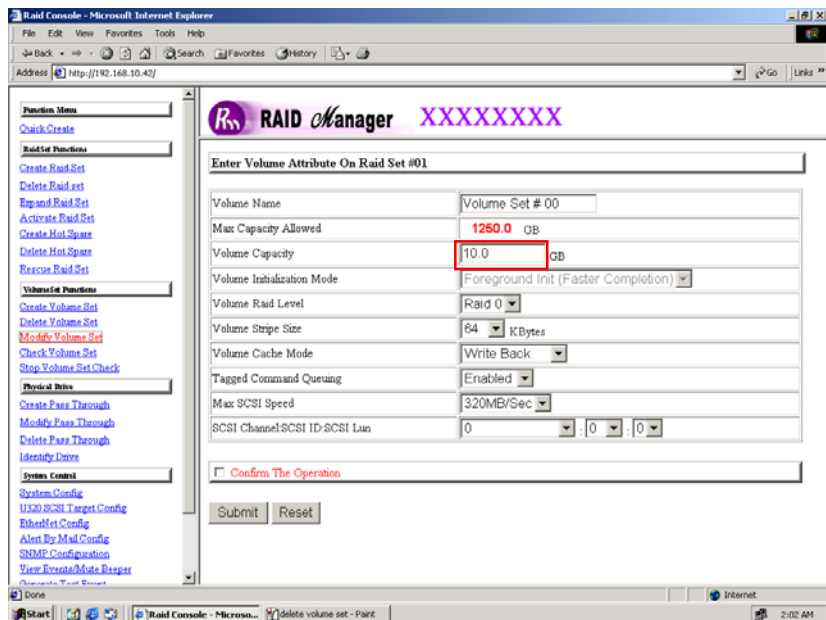 Raid Console - Microsoft Internet Explorer
File Edit View Favorites Tools Help
Back Search Favorites History
Address http://192.168.10.42/ Go Links »
Function Menu
Quick Create
RaidSet Functions
Create Raid Set
Delete Raid set
Expand Raid Set
Activate Raid Set
Create Hot Spare
Delete Hot Spare
Rescue Raid Set
VolumeSet Functions
Create Volume Set
Delete Volume Set
Modify Volume Set
Check Volume Set
Stop Volume Set Check
Physical Drive
Create Pass Through
Modify Pass Through
Delete Pass Through
Identify Drive
System Control
System Config
U320 SCSI Target Config
EtherNet Config
Alert By Mail Config
SNMP Configuration
View Events/Mute Beeper
Generate Test Event
Rm RAID Manager XXXXXXXX
Enter Volume Attribute On Raid Set #01
Volume Name Volume Set # 00
Max Capacity Allowed 1250.0 GB
Volume Capacity 10.0 GB
Volume Initialization Mode Foreground Init (Faster Completion)
Volume Raid Level Raid 0
Volume Stripe Size 64 KBytes
Volume Cache Mode Write Back
Tagged Command Queuing Enabled
Max SCSI Speed 320MB/Sec
SCSI Channel:SCSI ID:SCSI Lun 0 : 0 : 0
Confirm The Operation
Submit Reset
Done Internet
Start Raid Console - Microso... delete volume set - Paint 2:02 AM